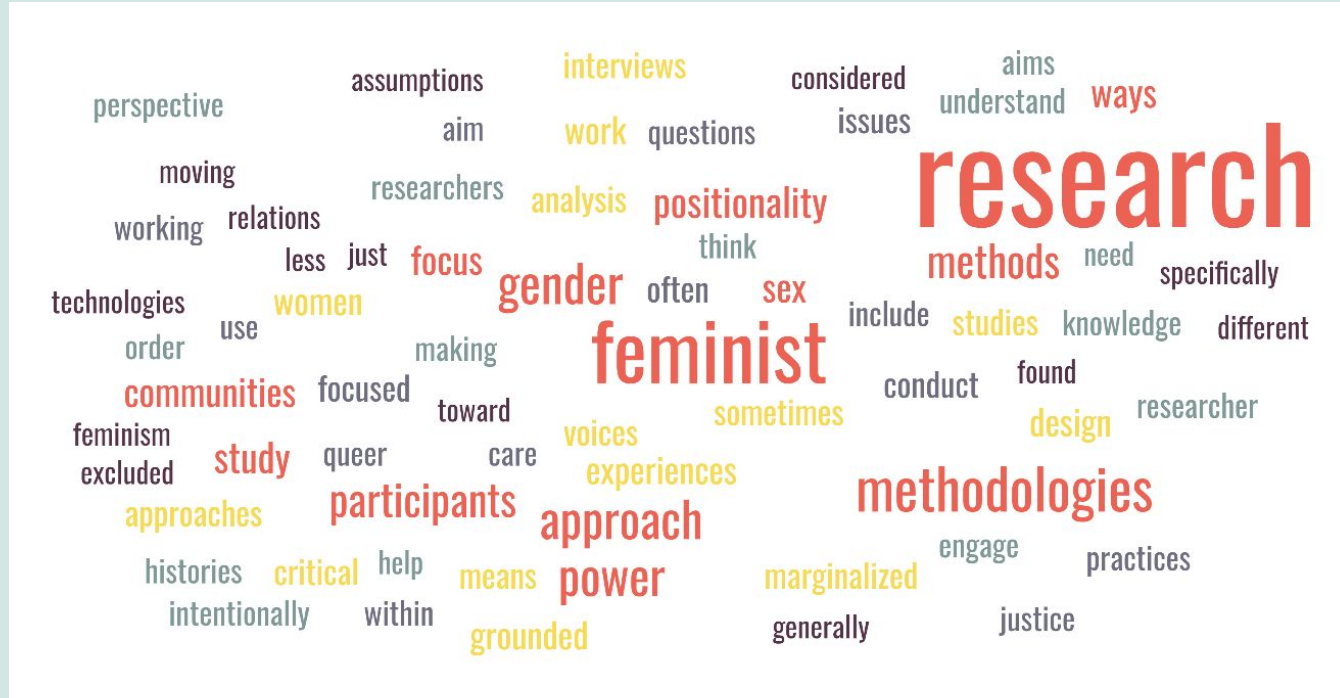 interviews
aims
assumptions
considered
perspective
understand
ways
aim
work
questions
issues
research
moving
researchers
analysis
positionality
working
relations
think
less
just
focus
methods
need
specifically
gender
often
sex
technologies
women
use
include
studies
knowledge
different
order
making
feminist
communities
focused
conduct
found
toward
sometimes
design
researcher
feminism
voices
excluded
study
queer
care
experiences
participants
methodologies
approaches
approach
engage
practices
histories
critical
help
means
power
marginalized
intentionally
within
grounded
generally
justice